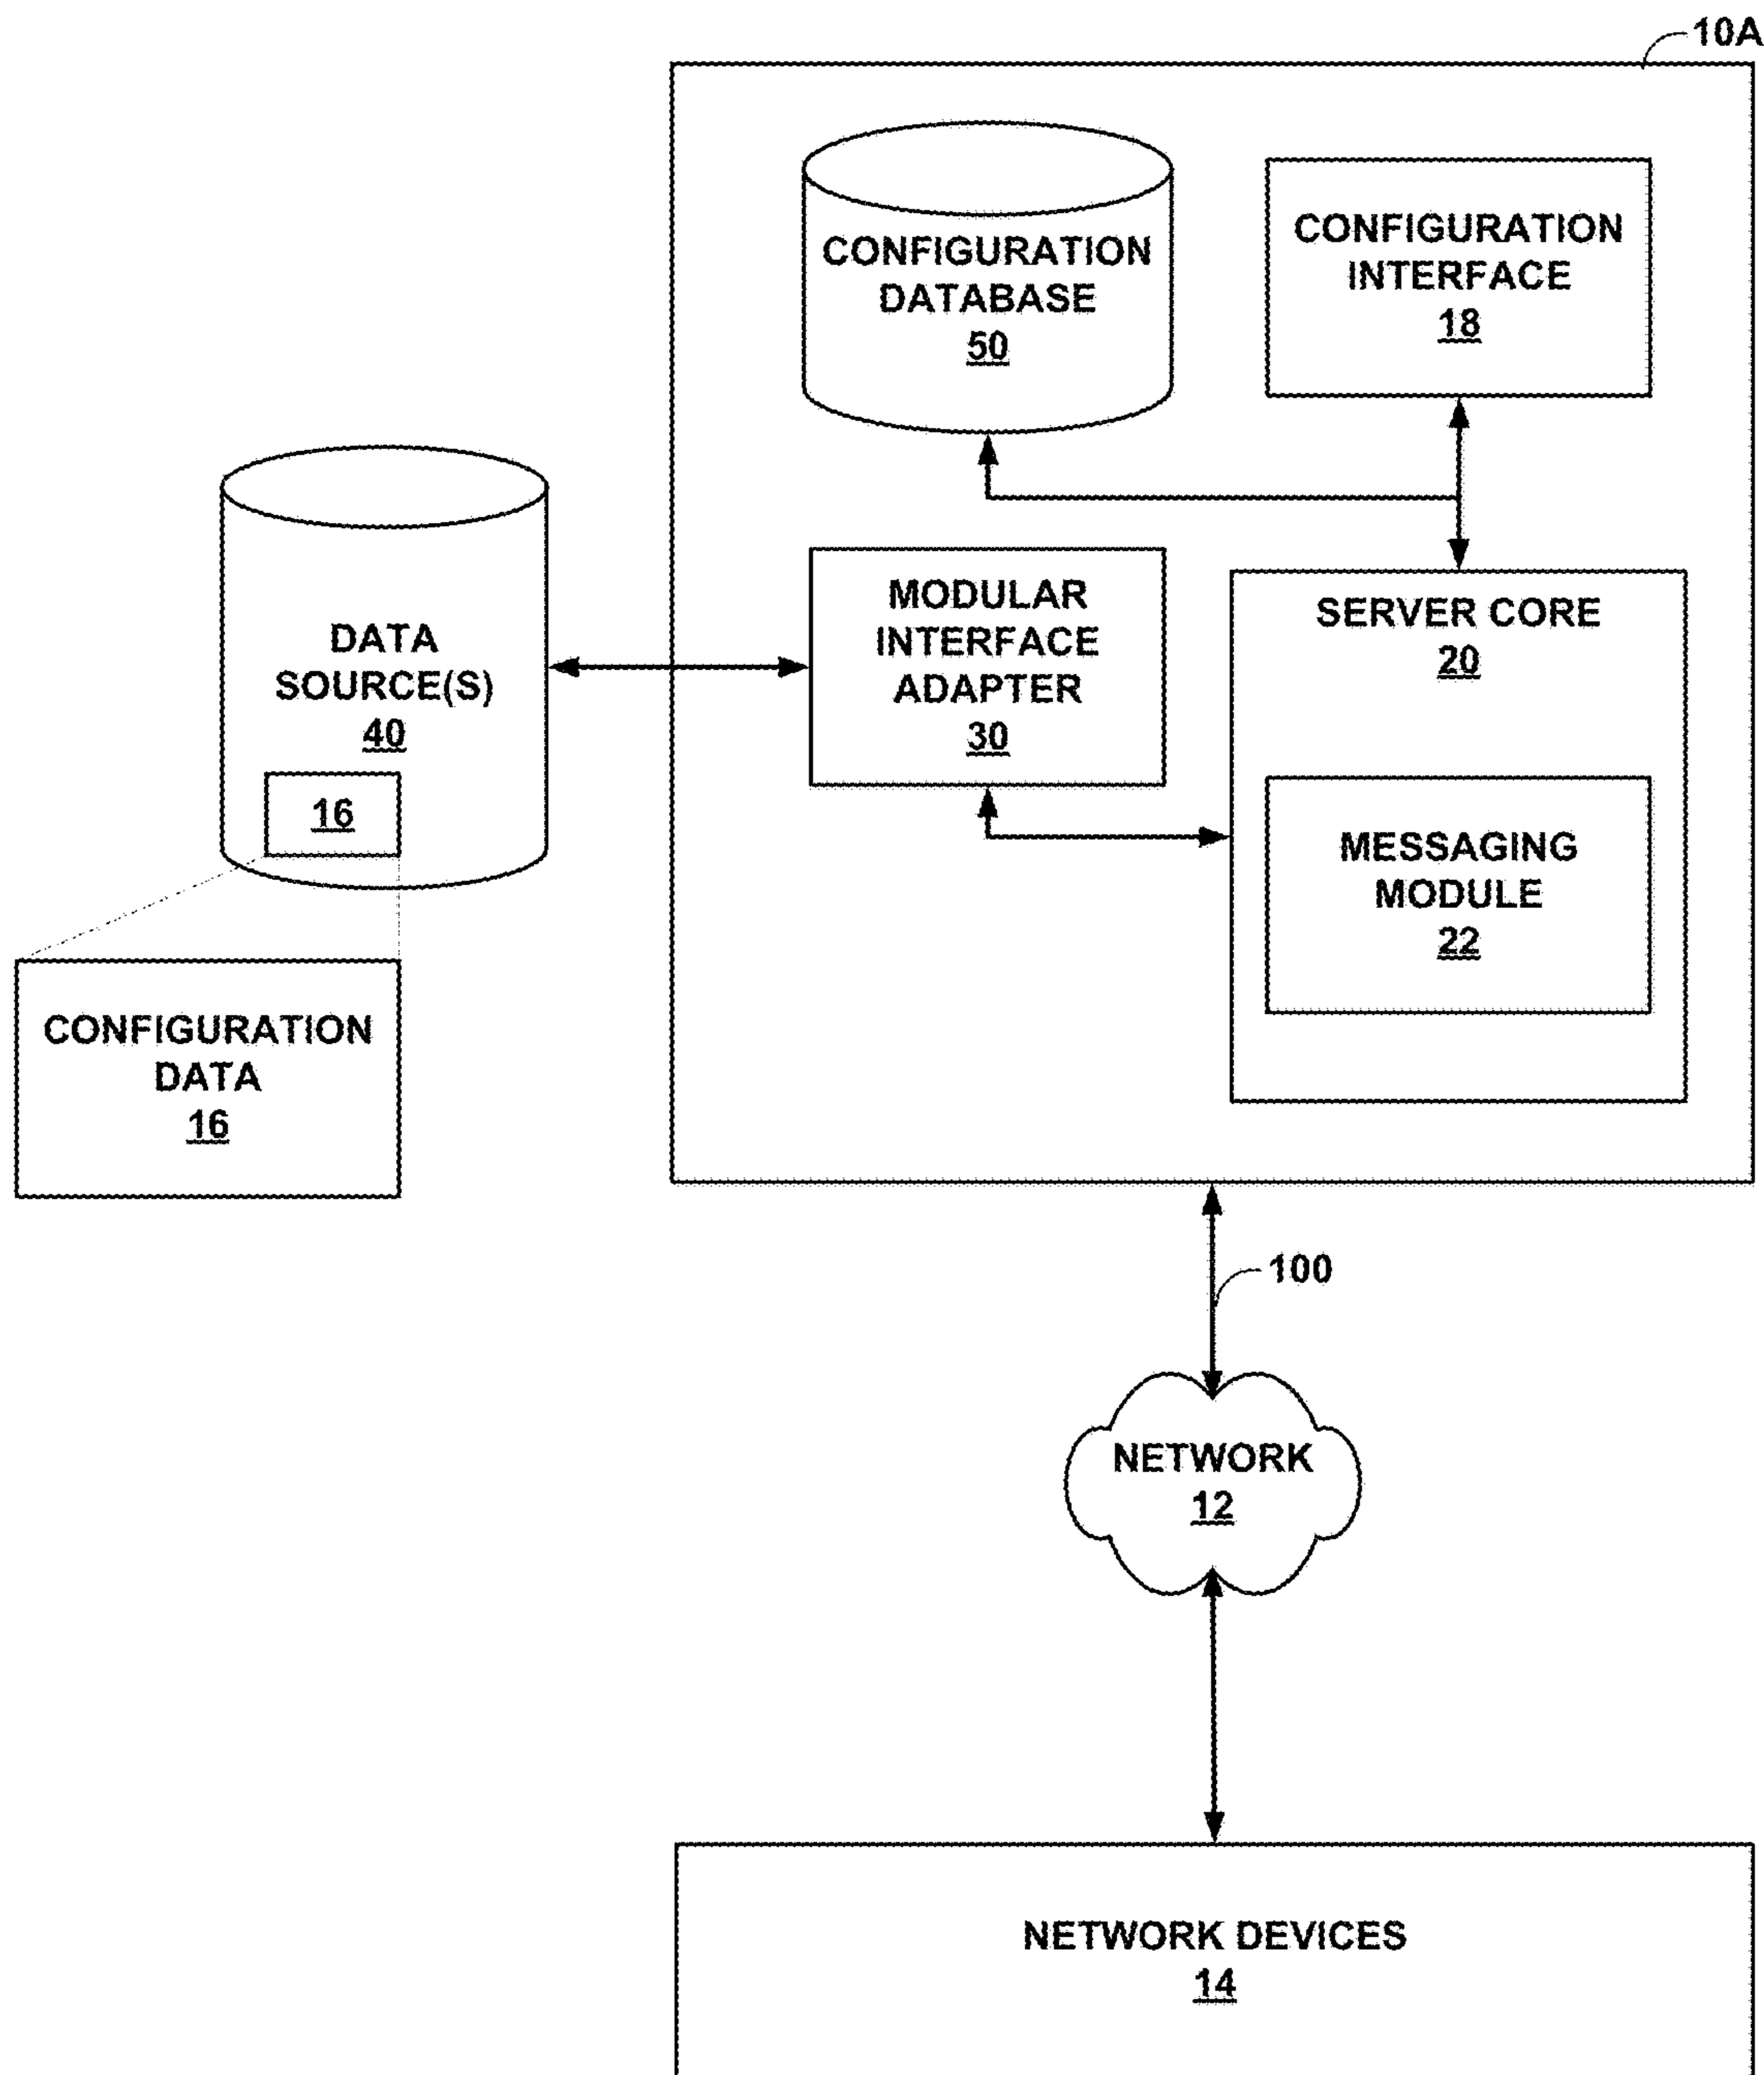 10A
CONFIGURATION
DATABASE
50
CONFIGURATION
INTERFACE
18
DATA
SOURCE(S)
40
16
MODULAR
INTERFACE
ADAPTER
30
SERVER CORE
20
MESSAGING
MODULE
22
CONFIGURATION
DATA
16
100
NETWORK
12
NETWORK DEVICES
14